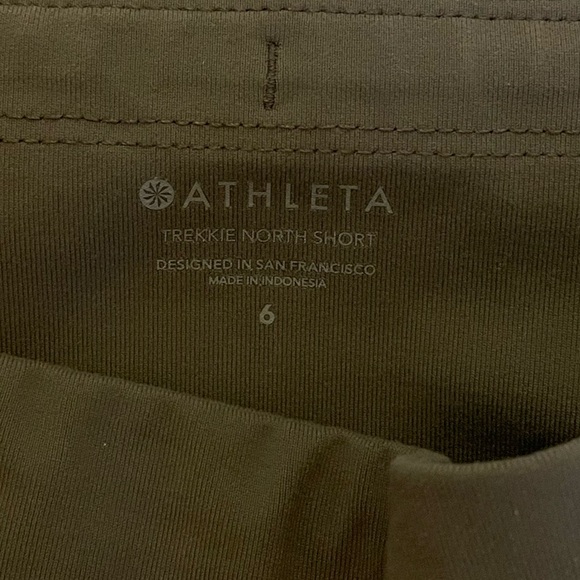 ATHLETA
TREKKIE NORTH SHORT
DESIGNED IN SAN FRANCISCO
MADE IN INDONESIA
6